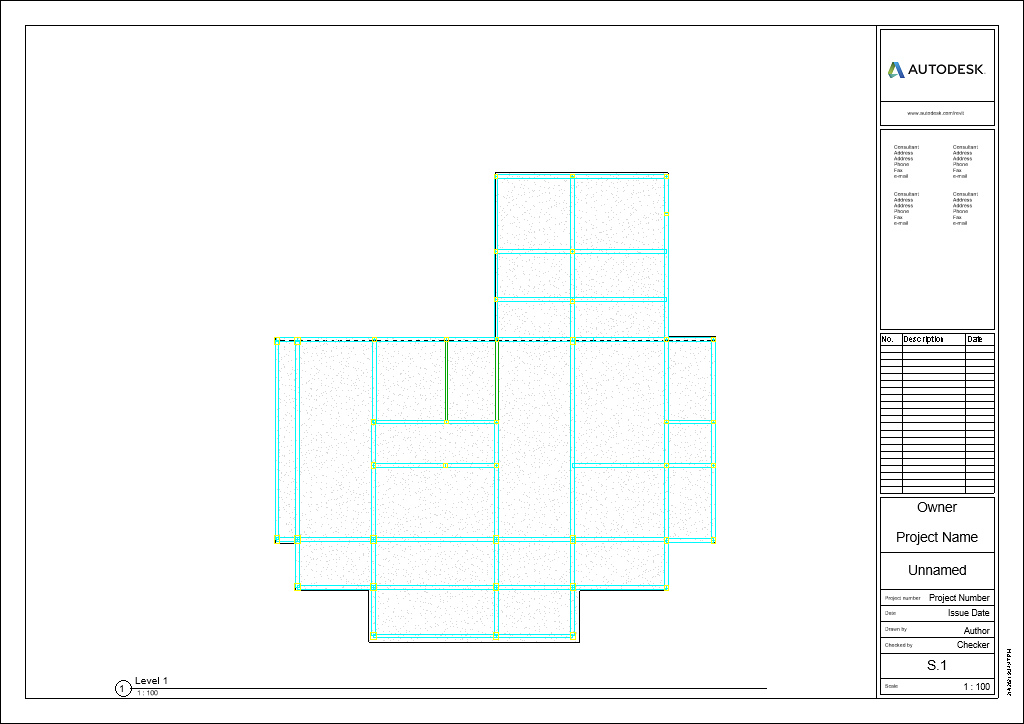 AUTODESK
www.autodesk.com/revit
Consultant Consultant
Address Address
Address Address
Phone Phone
Fax Fax
e-mail e-mail
Consultant Consultant
Address Address
Address Address
Phone Phone
Fax Fax
e-mail e-mail
No. Description Date
Owner
Project Name
Unnamed
Project number Project Number
Date Issue Date
Drawn by Author
Checked by Checker
S.1
Scale 1 : 100
1 Level 1
1 : 100